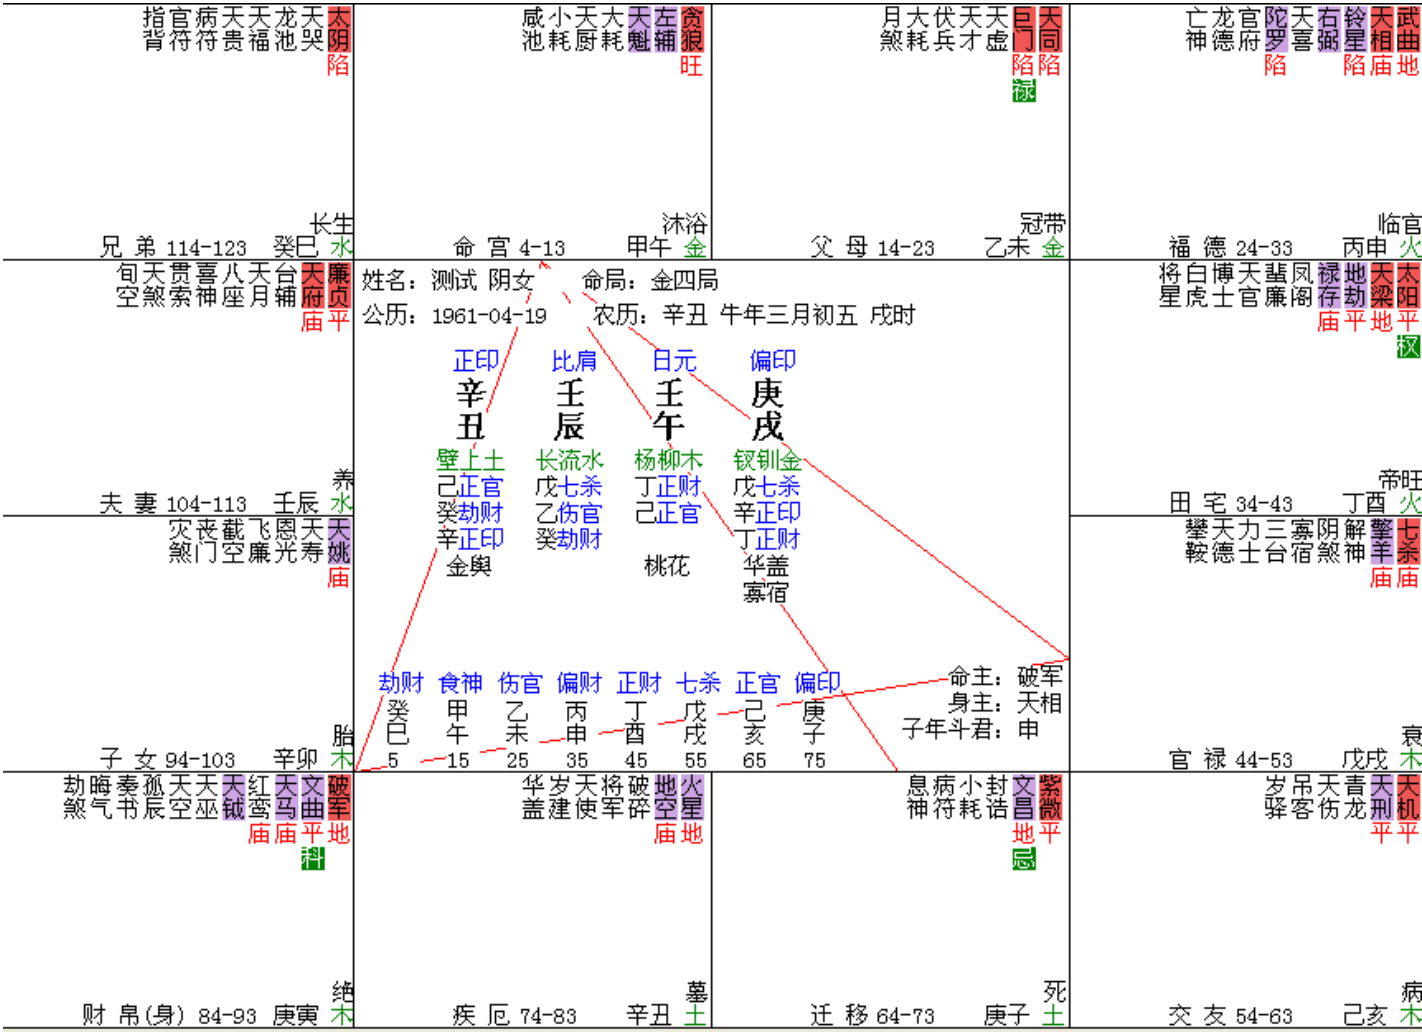 指官病天天龙天太
背符符贵福池哭阴
陷
长生
兄 弟 114-123 癸巳 水
咸小天大天左贪
池耗厨耗魁辅狼
旺
沐浴
命 宫 4-13 甲午 金
月大伏天天巨天
煞耗兵才虚门同
陷陷
禄
冠带
父 母 14-23 乙未 金
亡龙官陀天右铃天武
神德府罗喜弼星相曲
陷 陷庙地
临官
福 德 24-33 丙申 火
旬天贯喜八天台天廉
空煞索神座月辅府贞
庙平
养
夫 妻 104-113 壬辰 水
姓名：测试 阴女 命局：金四局
公历：1961-04-19 农历：辛丑 牛年三月初五 戌时
正印 比肩 日元 偏印
辛 壬 壬 庚
丑 辰 午 戌
壁上土 长流水 杨柳木 钗钏金
己正官 戊七杀 丁正财 戊七杀
癸劫财 乙伤官 己正官 辛正印
辛正印 癸劫财 丁正财
金舆 桃花 华盖
寡宿
劫财 食神 伤官 偏财 正财 七杀 正官 偏印
癸 甲 乙 丙 丁 戊 己 庚
巳 午 未 申 酉 戌 亥 子
5 15 25 35 45 55 65 75
命主：破军
身主：天相
子年斗君：申
将白博天蜚凤禄地天太
星虎士官廉阁存劫梁阳
庙平地平
权
帝旺
田 宅 34-43 丁酉 火
灾丧截飞恩天天
煞门空廉光寿姚
庙
胎
子 女 94-103 辛卯 木
攀天力三寡阴解擎七
鞍德士台宿煞神羊杀
庙庙
衰
官 禄 44-53 戊戌 木
劫晦奏孤天天天红天文破
煞气书辰空巫钺鸾马曲军
庙庙平地
科
绝
财 帛(身) 84-93 庚寅 木
华岁天将破地火
盖建使军碎空星
庙地
墓
疾 厄 74-83 辛丑 土
息病小封文紫
神符耗诰昌微
地平
忌
死
迁 移 64-73 庚子 土
岁吊天青天天
驿客伤龙刑机
平平
病
交 友 54-63 己亥 木